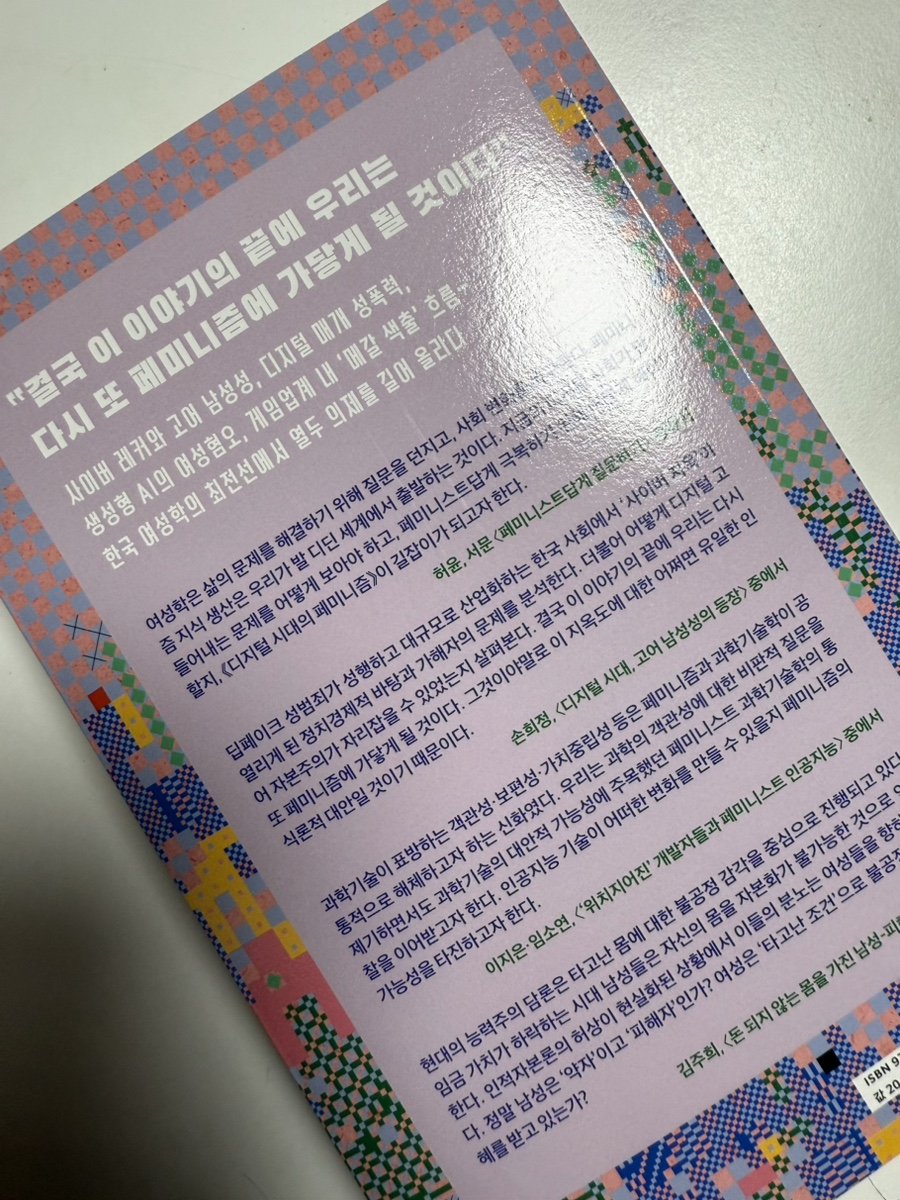 “결국 이 이야기의 끝에 우리는
다시 또 페미니즘에 가닿게 될 것이다”
사이버 레커와 고어 남성성, 디지털 매개 성폭력,
생성형 AI의 여성혐오, 게임업계 내 ‘메갈 색출’ 흐름…
한국 여성학의 최전선에서 열두 의제를 길어 올리다
여성학은 삶의 문제를 해결하기 위해 질문을 던지고, 사회 변화를 페미니
즘 지식 생산은 우리가 발 디딘 세계에서 출발하는 것이다. 지금
들어내는 문제를 어떻게 보아야 하고, 페미니스트답게 극복하기
할지, 《디지털 시대의 페미니즘》이 길잡이가 되고자 한다.
허윤, 서문 〈페미니스트답게 질문하기〉
딥페이크 성범죄가 성행하고 대규모로 산업화하는 한국 사회에서 ‘사이버 지옥’이
열리게 된 정치경제적 바탕과 가해자의 문제를 분석한다. 더불어 어떻게 디지털 고
어 자본주의가 자리잡을 수 있었는지 살펴본다. 결국 이 이야기의 끝에 우리는 다시
또 페미니즘에 가닿게 될 것이다. 그것이야말로 이 지옥도에 대한 어쩌면 유일한 인
식론적 대안일 것이기 때문이다.
손희정, 〈디지털 시대, 고어 남성성의 등장〉 중에서
과학기술이 표방하는 객관성·보편성·가치중립성 등은 페미니즘과 과학기술학이 공
통적으로 해체하고자 하는 신화였다. 우리는 과학의 객관성에 대한 비판적 질문을
제기하면서도 과학기술의 대안적 가능성에 주목했던 페미니스트 과학기술학의 통
찰을 이어받고자 한다. 인공지능 기술이 어떠한 변화를 만들 수 있을지 페미니즘의
가능성을 타진하고자 한다.
이지은·임소연, 〈‘위치지어진’ 개발자들과 페미니스트 인공지능〉 중에서
현대의 능력주의 담론은 타고난 몸에 대한 불공정 감각을 중심으로 진행되고 있다
임금 가치가 하락하는 시대 남성들은 자신의 몸을 자본화가 불가능한 것으로
한다. 인적자본론의 허상이 현실화된 상황에서 이들의 분노는 여성들을 향
다. 정말 남성은 ‘약자’이고 ‘피해자’인가? 여성은 ‘타고난 조건’으로 불공정
혜를 받고 있는가?
김주희, 〈돈 되지 않는 몸을 가진 남성-피
ISBN 9
값 20